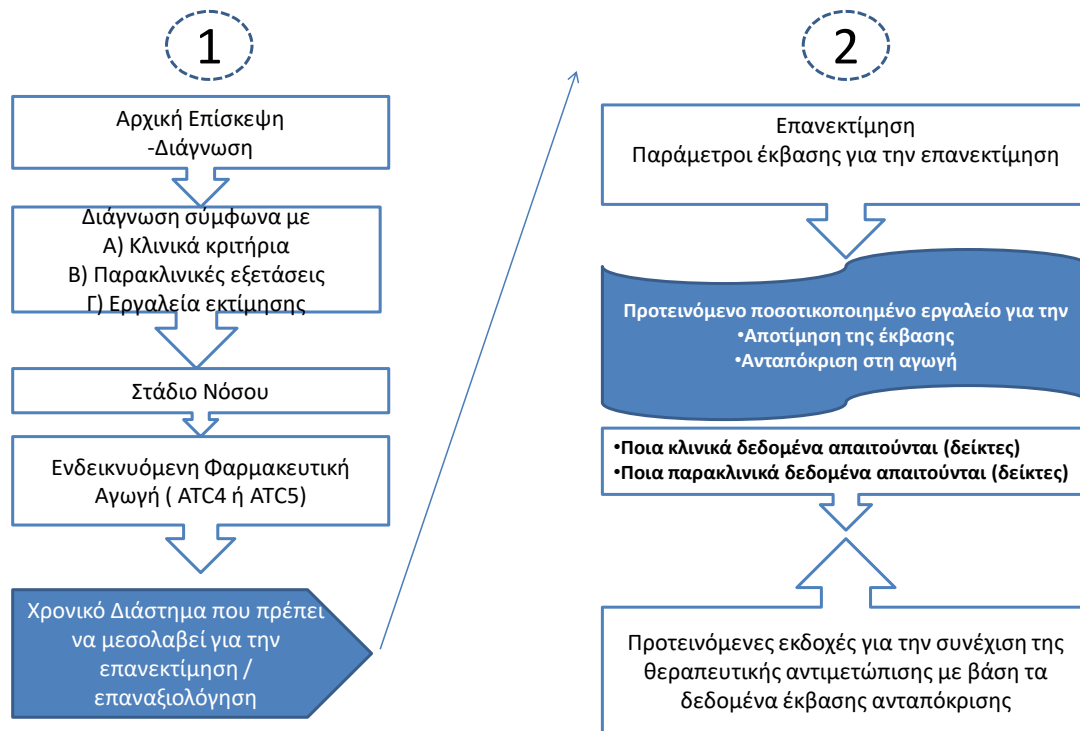 1
Αρχική Επίσκεψη
-Διάγνωση
Διάγνωση σύμφωνα με
Α) Κλινικά κριτήρια
Β) Παρακλινικές εξετάσεις
Γ) Εργαλεία εκτίμησης
Στάδιο Νόσου
Ενδεικνυόμενη Φαρμακευτική
Αγωγή ( ATC4 ή ATC5)
Χρονικό Διάστημα που πρέπει
να μεσολαβεί για την
επανεκτίμηση /
επαναξιολόγηση
2
Επανεκτίμηση
Παράμετροι έκβασης για την επανεκτίμηση
Προτεινόμενο ποσοτικοποιημένο εργαλείο για την
•Αποτίμηση της έκβασης
•Ανταπόκριση στη αγωγή
•Ποια κλινικά δεδομένα απαιτούνται (δείκτες)
•Ποια παρακλινικά δεδομένα απαιτούνται (δείκτες)
Προτεινόμενες εκδοχές για την συνέχιση της
θεραπευτικής αντιμετώπισης με βάση τα
δεδομένα έκβασης ανταπόκρισης